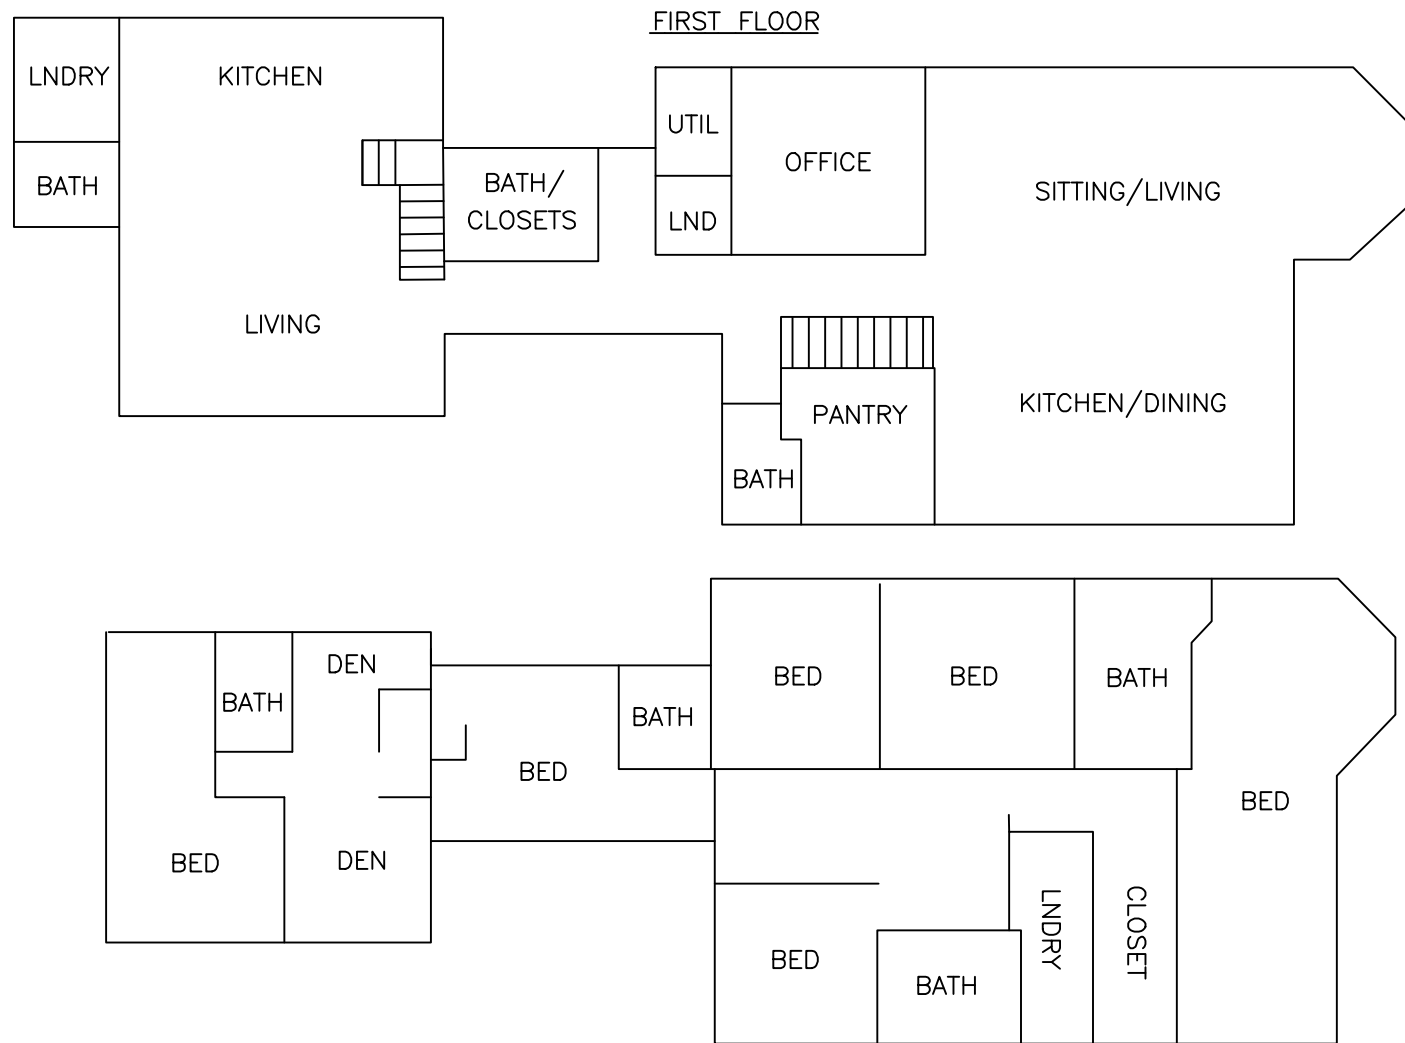 FIRST FLOOR
LNDRY
KITCHEN
UTIL
OFFICE
BATH
BATH/
CLOSETS
LND
SITTING/LIVING
LIVING
PANTRY
KITCHEN/DINING
BATH
DEN
BATH
BED
BED
BATH
BATH
BED
BED
BED
DEN
BED
BED
BATH
LNDRY
CLOSET